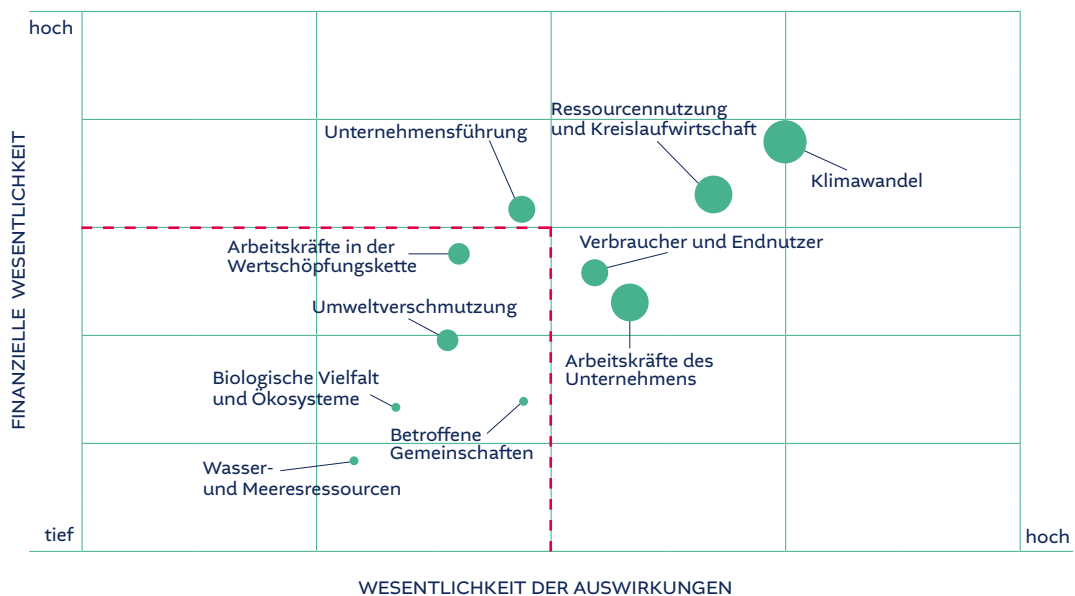 hoch
Ressourcennutzung
und Kreislaufwirtschaft
Unternehmensführung
Klimawandel
FINANZIELLE WESENTLICHKEIT
Arbeitskräfte in der
Wertschöpfungskette
Verbraucher und Endnutzer
Umweltverschmutzung
Arbeitskräfte des
Unternehmens
Biologische Vielfalt
und Ökosysteme
Betroffene
Gemeinschaften
Wasser-
und Meeresressourcen
tief
hoch
WESENTLICHKEIT DER AUSWIRKUNGEN